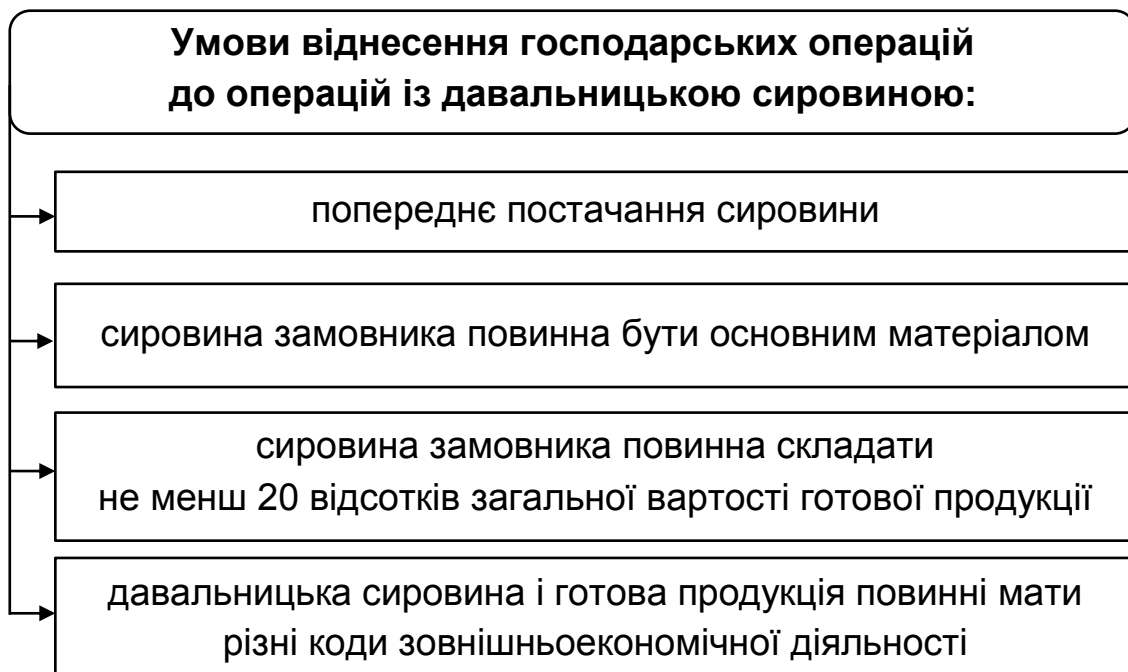 Умови віднесення господарських операцій
до операцій із давальницькою сировиною:
попереднє постачання сировини
сировина замовника повинна бути основним матеріалом
сировина замовника повинна складати
не менш 20 відсотків загальної вартості готової продукції
давальницька сировина і готова продукція повинні мати
різні коди зовнішньоекономічної діяльності